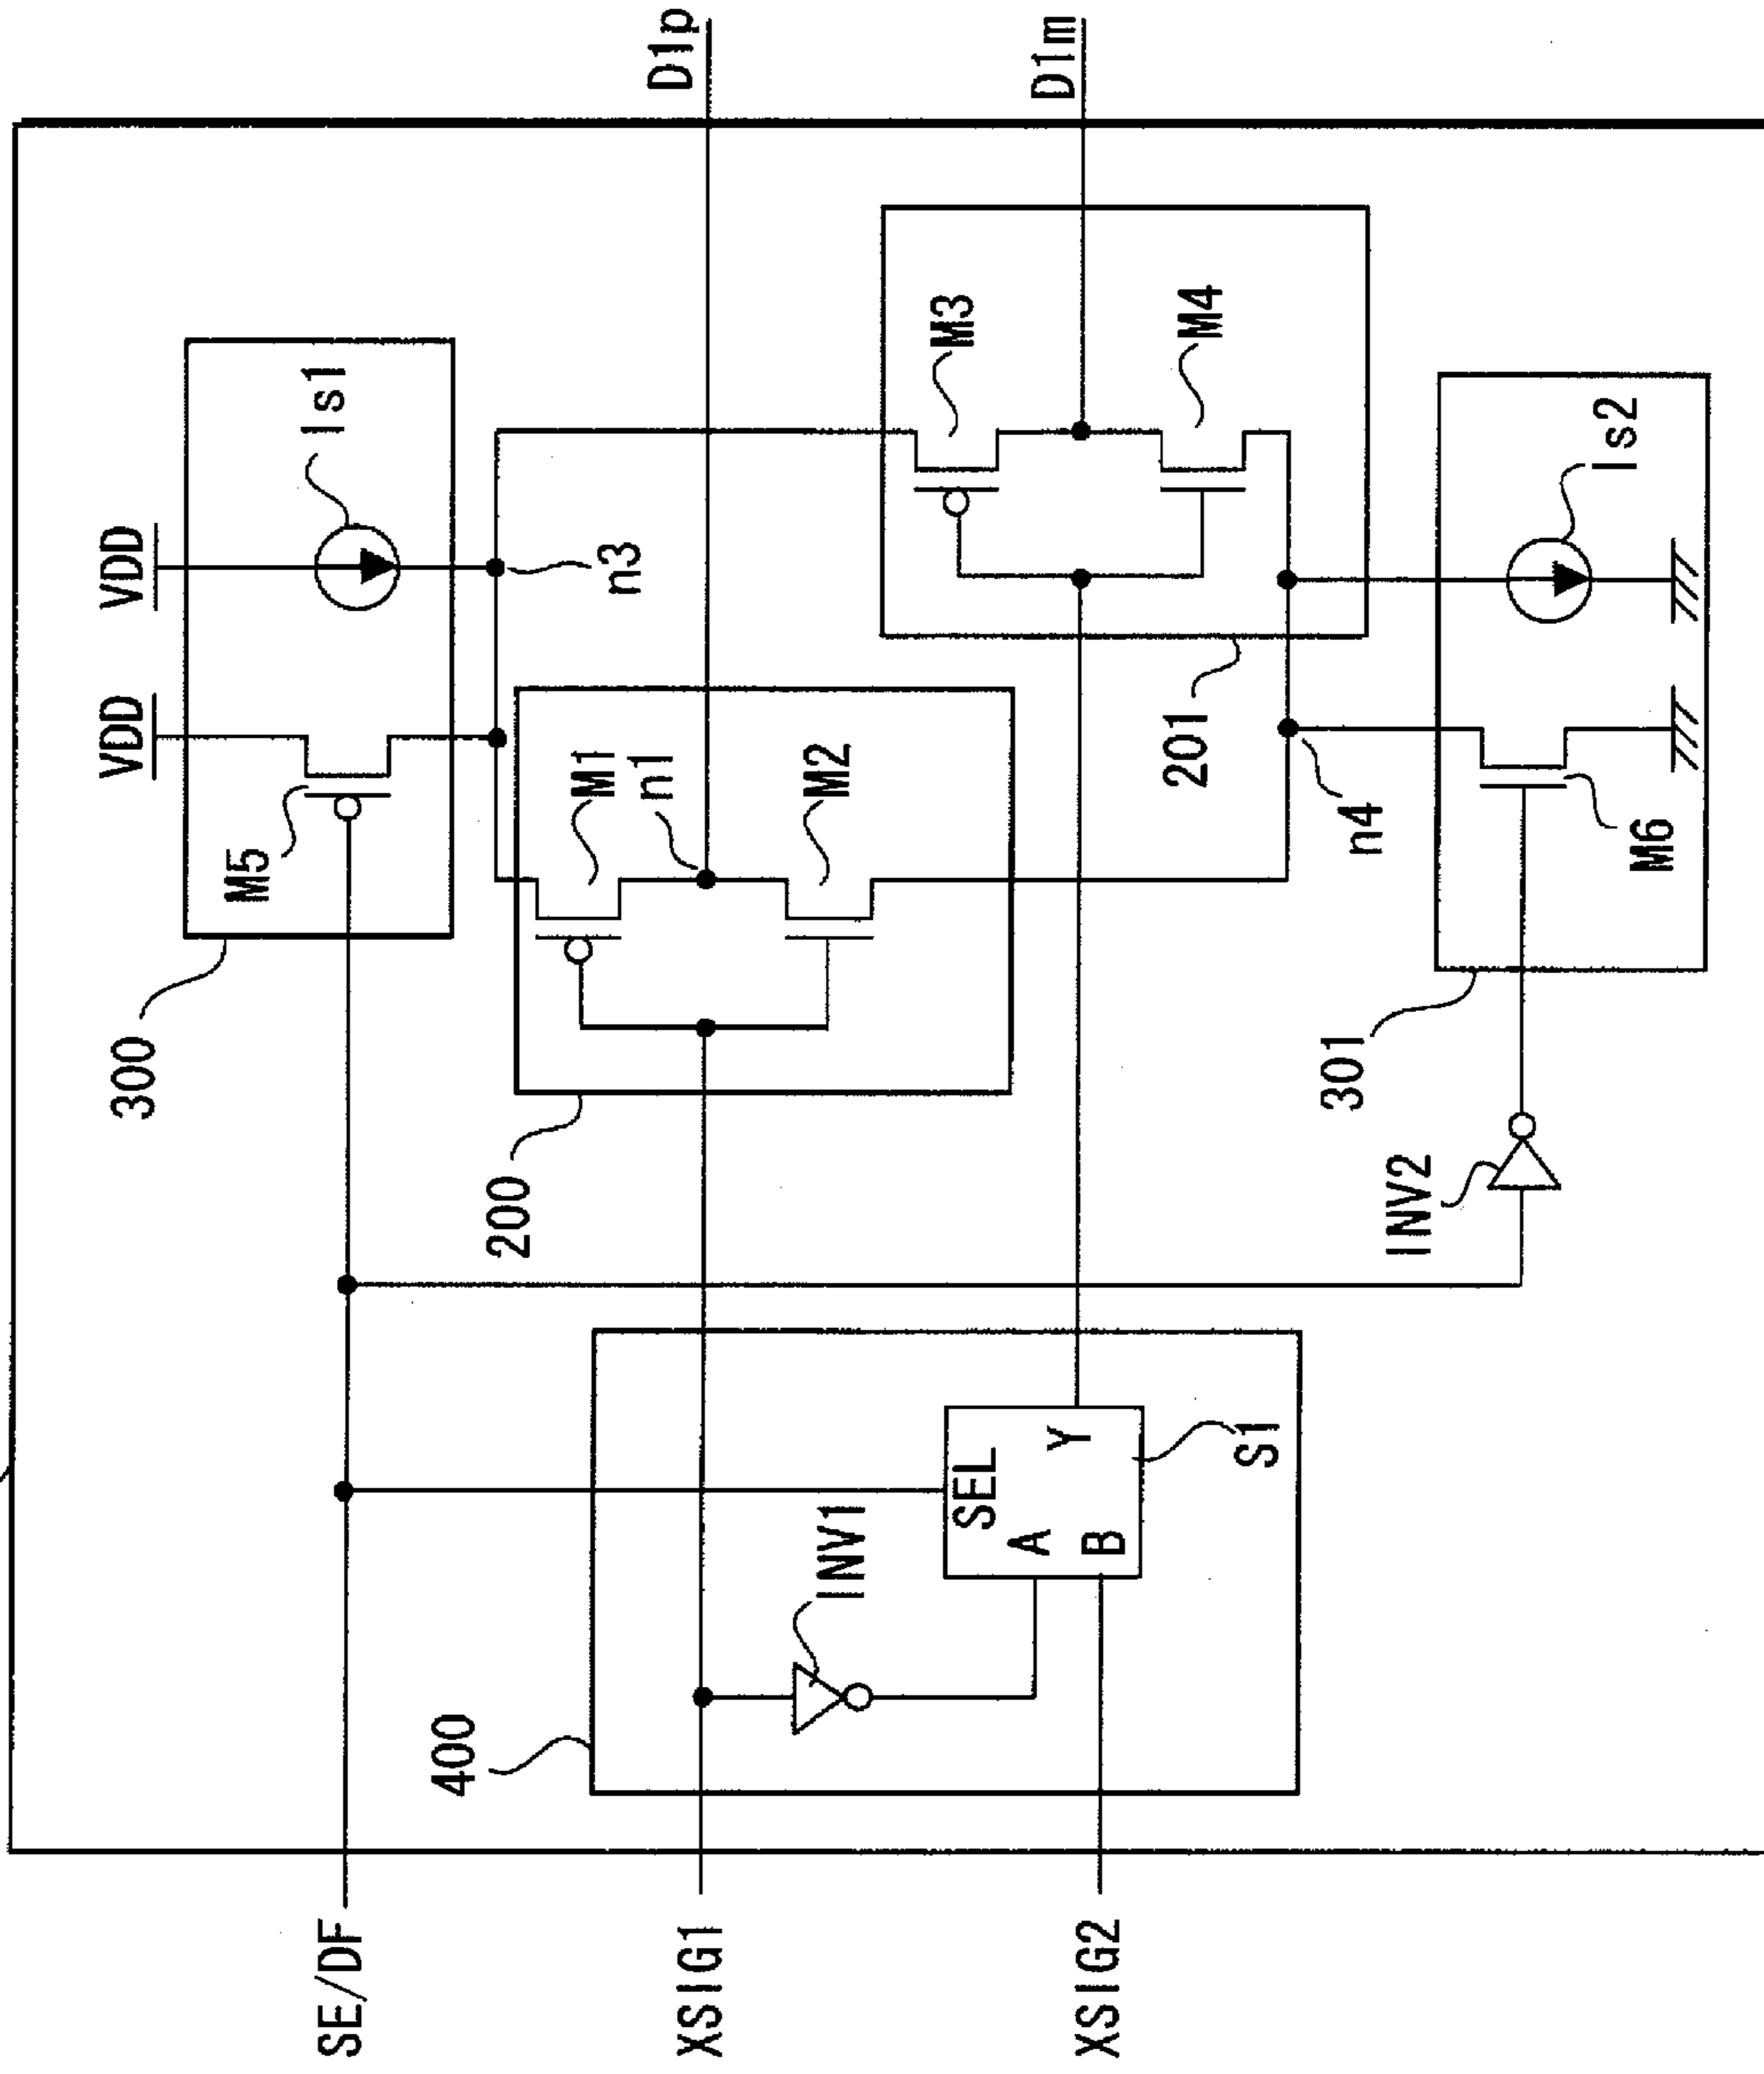 SE/DF
XSIG1
XSIG2
400
INV1
SEL
A
B
Y
S1
INV2
300
M5
VDD
VDD
Is1
n3
200
M1
n1
M2
201
M3
M4
n4
301
M6
Is2
D1p
D1m